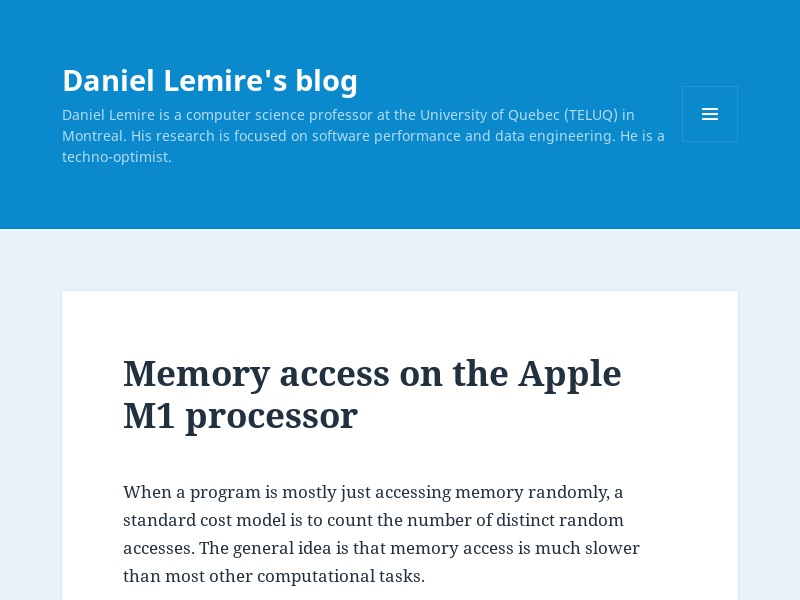 Daniel Lemire's blog
Daniel Lemire is a computer science professor at the University of Quebec (TELUQ) in
Montreal. His research is focused on software performance and data engineering. He is a
techno-optimist.
Memory access on the Apple
M1 processor
When a program is mostly just accessing memory randomly, a
standard cost model is to count the number of distinct random
accesses. The general idea is that memory access is much slower
than most other computational tasks.